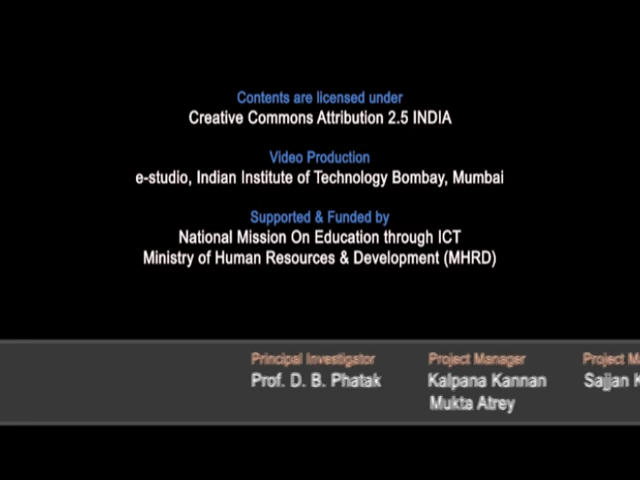 Contents are licensed under
Creative Commons Attribution 2.5 INDIA
Video Production
e-studio, Indian Institute of Technology Bombay, Mumbai
Supported & Funded by
National Mission On Education through ICT
Ministry of Human Resources & Development (MHRD)
Principal Investigator Project Manager Project
Prof. D. B. Phatak Kalpana Kannan Sajjan
Mukta Atrey